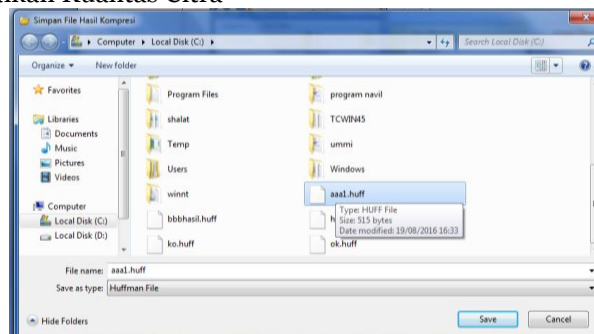 Kualitas Citra
Simpan File Hasil Kompresi
Computer ▸ Local Disk (C:) ▸
Search Local Disk (C:)
Organize
New folder
Favorites
Libraries
Documents
Music
Pictures
Videos
Computer
Local Disk (C:)
Local Disk (D:)
Program Files
program navil
shalat
TCWIN45
Temp
ummi
Users
Windows
winnt
aaa1.huff
bbbhasil.huff
h
ko.huff
ok.huff
Type: HUFF File
Size: 515 bytes
Date modified: 19/08/2016 16:33
File name: aaa1.huff
Save as type: Huffman File
Hide Folders
Save
Cancel